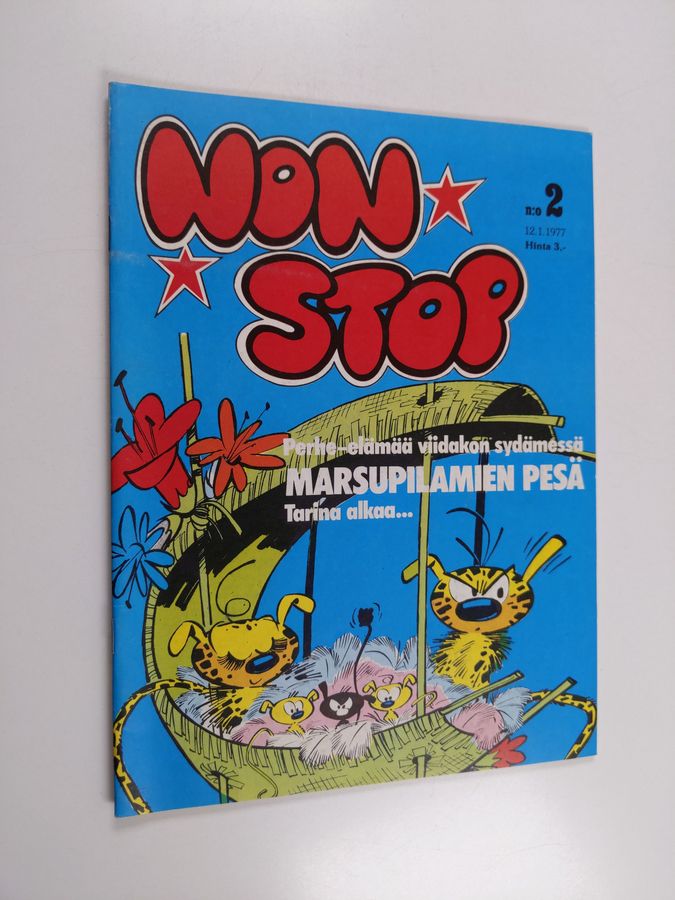 NON
STOP
n:o 2
12.1.1977
Hinta 3.-
Perhe-elämää viidakon sydämessä
MARSUPILAMIEN PESÄ
Tarina alkaa...